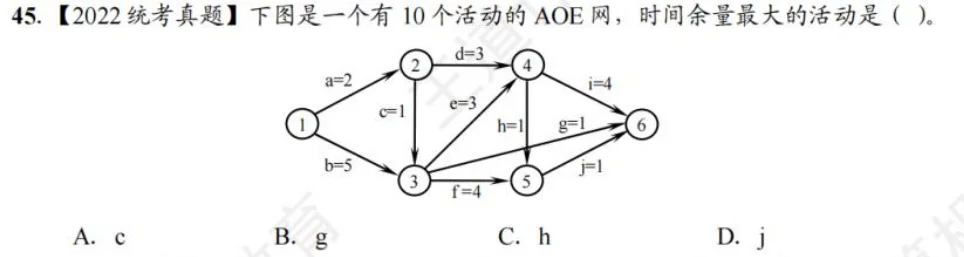 45.【2022 统考真题】下图是一个有 10 个活动的 AOE 网，时间余量最大的活动是（ ）。
d=3
2
4
a=2
i=4
c=1
e=3
1
h=1
g=1
6
b=5
j=1
3
5
f=4
A. c B. g C. h D. j